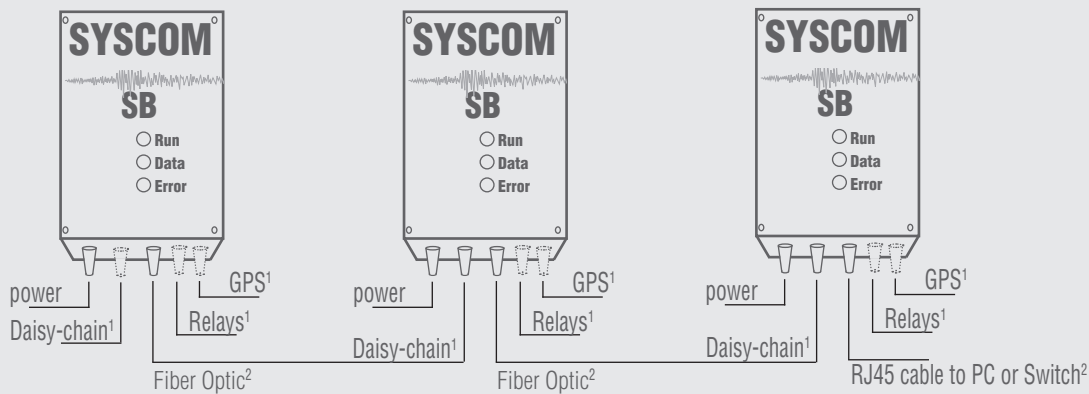 SYSCOM
SB
Run
Data
Error
power
Daisy-chain¹
Relays¹
GPS¹
Fiber Optic²
SYSCOM
SB
Run
Data
Error
power
Daisy-chain¹
Relays¹
GPS¹
Fiber Optic²
SYSCOM
SB
Run
Data
Error
power
Daisy-chain¹
Relays¹
GPS¹
RJ45 cable to PC or Switch²